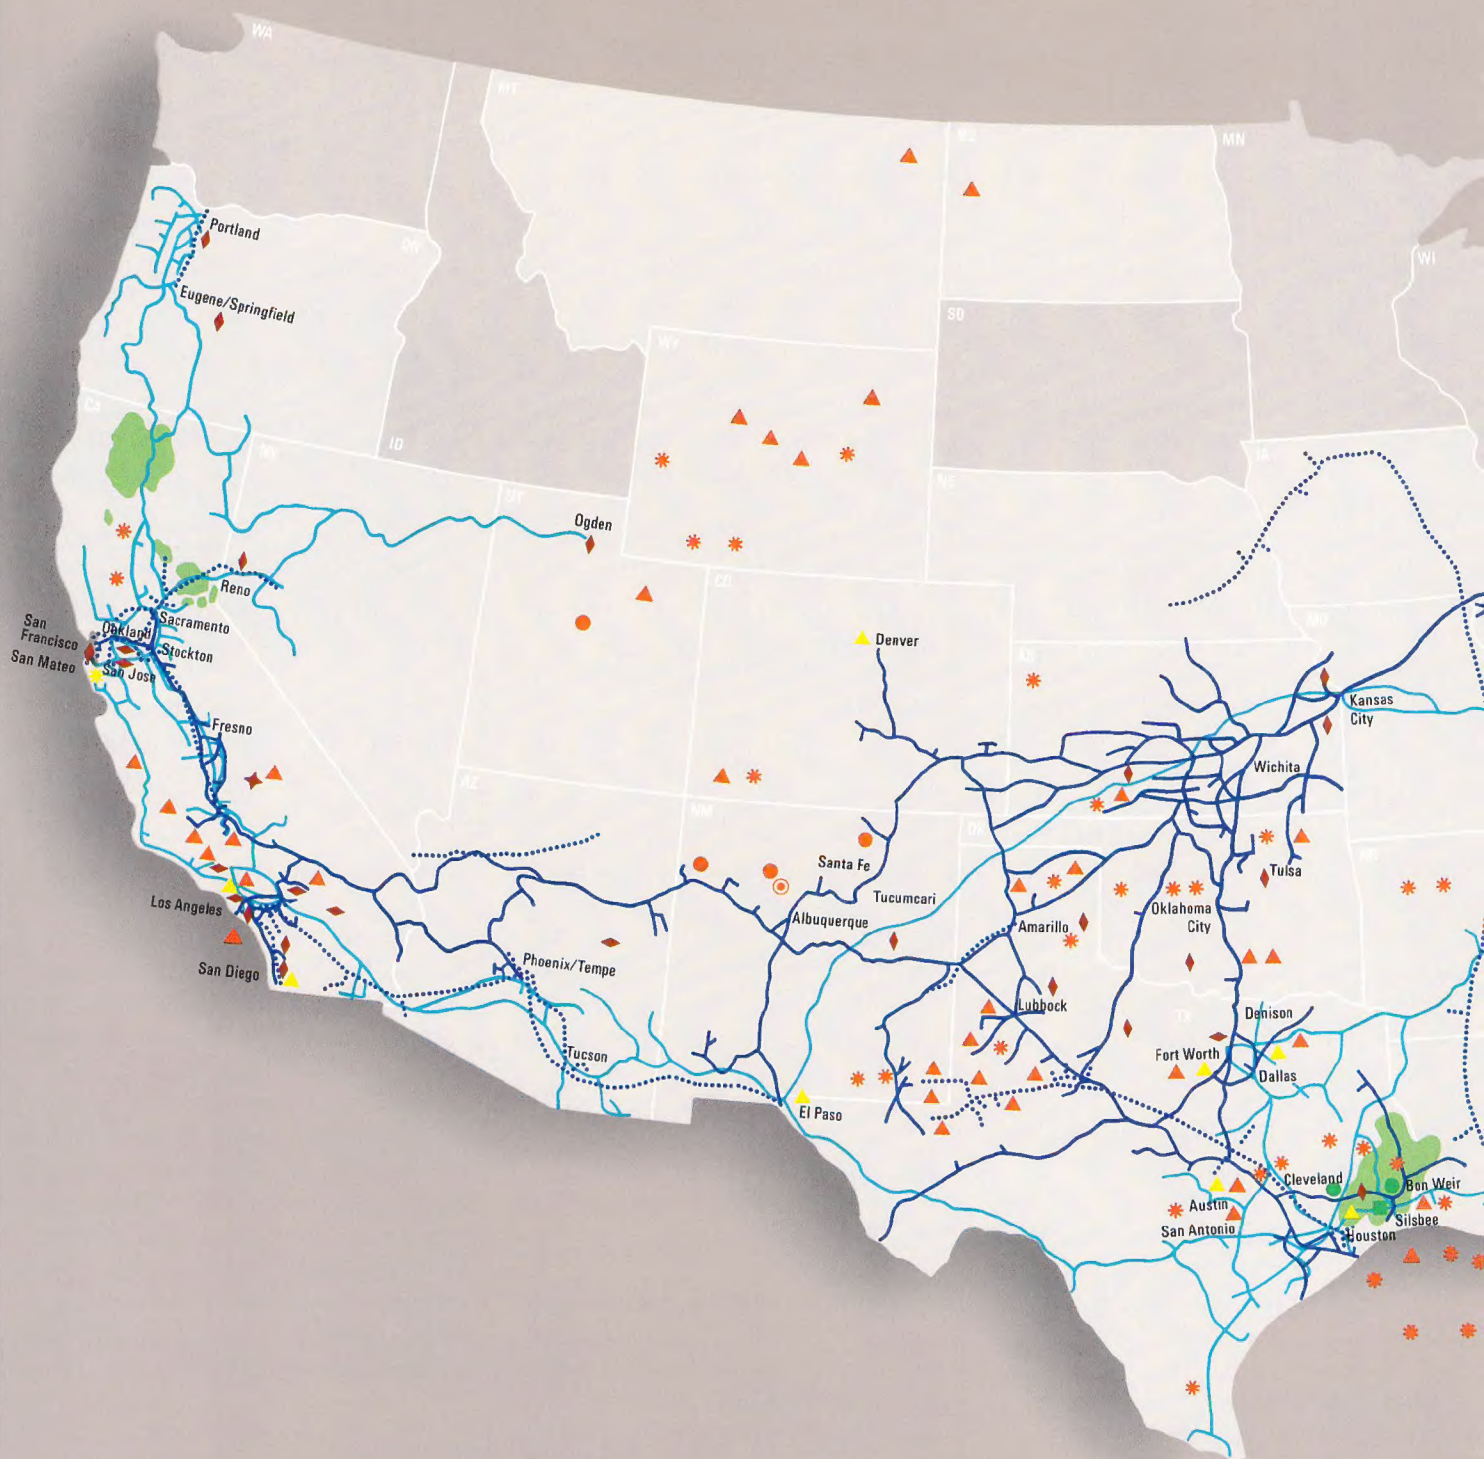 WA
MT
ND
MN
Portland
OR
WI
Eugene/Springfield
SD
WY
CA
ID
IA
NV
NE
UT
Ogden
CO
Reno
San
Francisco
Oakland
Sacramento
MO
Denver
San Mateo
Stockton
KS
San Jose
Kansas
City
Fresno
Wichita
AZ
NM
OK
Santa Fe
AR
Tulsa
Los Angeles
Tucumcari
Oklahoma
City
Albuquerque
Amarillo
San Diego
Phoenix/Tempe
Lubbock
TX
Denison
Tucson
Fort Worth
Dallas
El Paso
Cleveland
Bon Weir
Austin
Silsbee
San Antonio
Houston